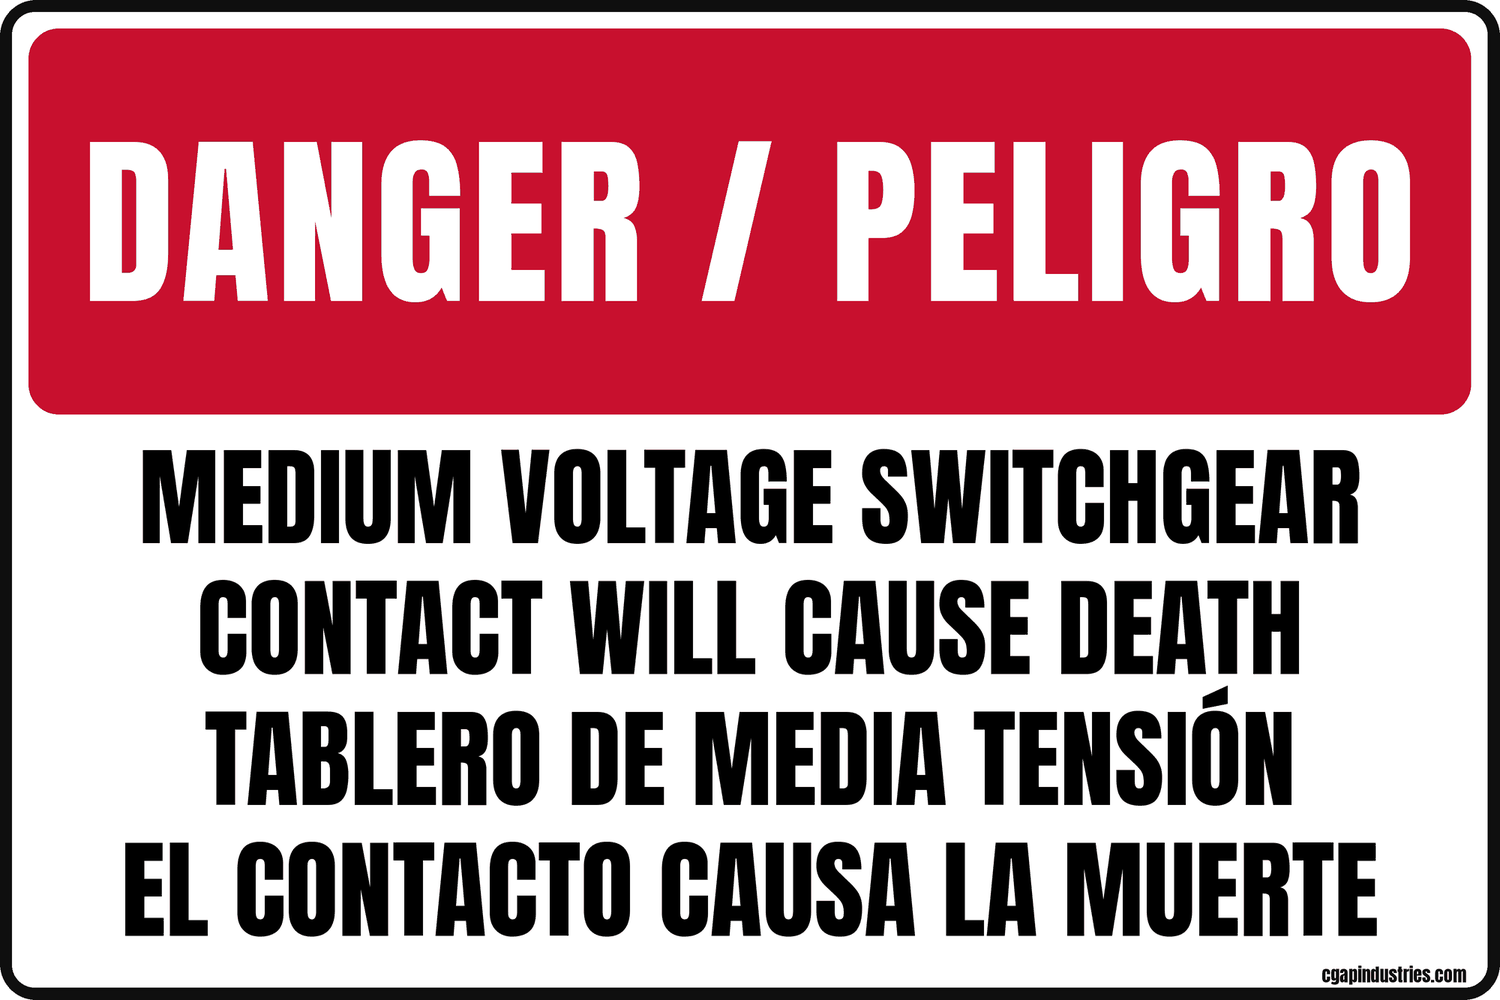 DANGER / PELIGRO
MEDIUM VOLTAGE SWITCHGEAR
CONTACT WILL CAUSE DEATH
TABLERO DE MEDIA TENSIÓN
EL CONTACTO CAUSA LA MUERTE
cgapindustries.com